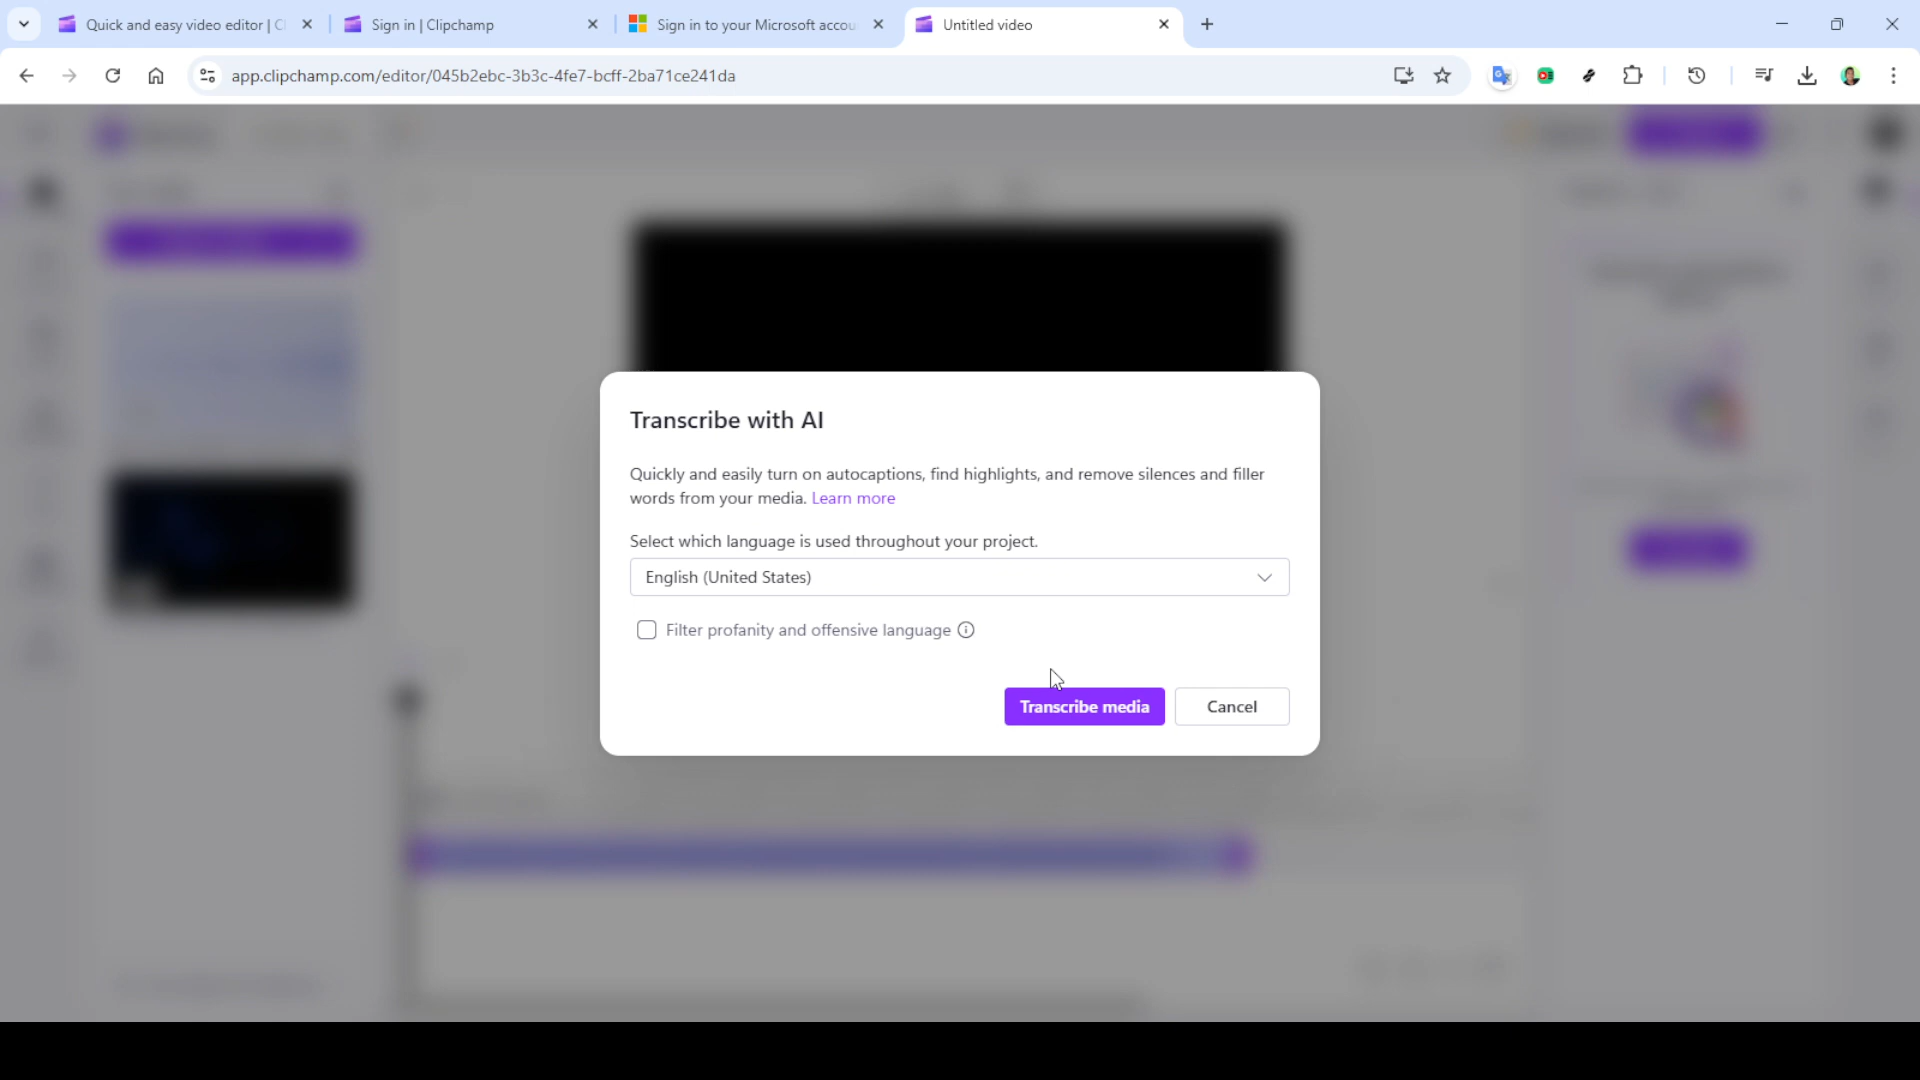 Quick and easy video editor | Cl
Sign in | Clipchamp
Sign in to your Microsoft accou
Untitled video
app.clipchamp.com/editor/045b2ebc-3b3c-4fe7-bcff-2ba71ce241da
Transcribe with AI
Quickly and easily turn on autocaptions, find highlights, and remove silences and filler
words from your media. Learn more
Select which language is used throughout your project.
English (United States)
Filter profanity and offensive language
Transcribe media
Cancel